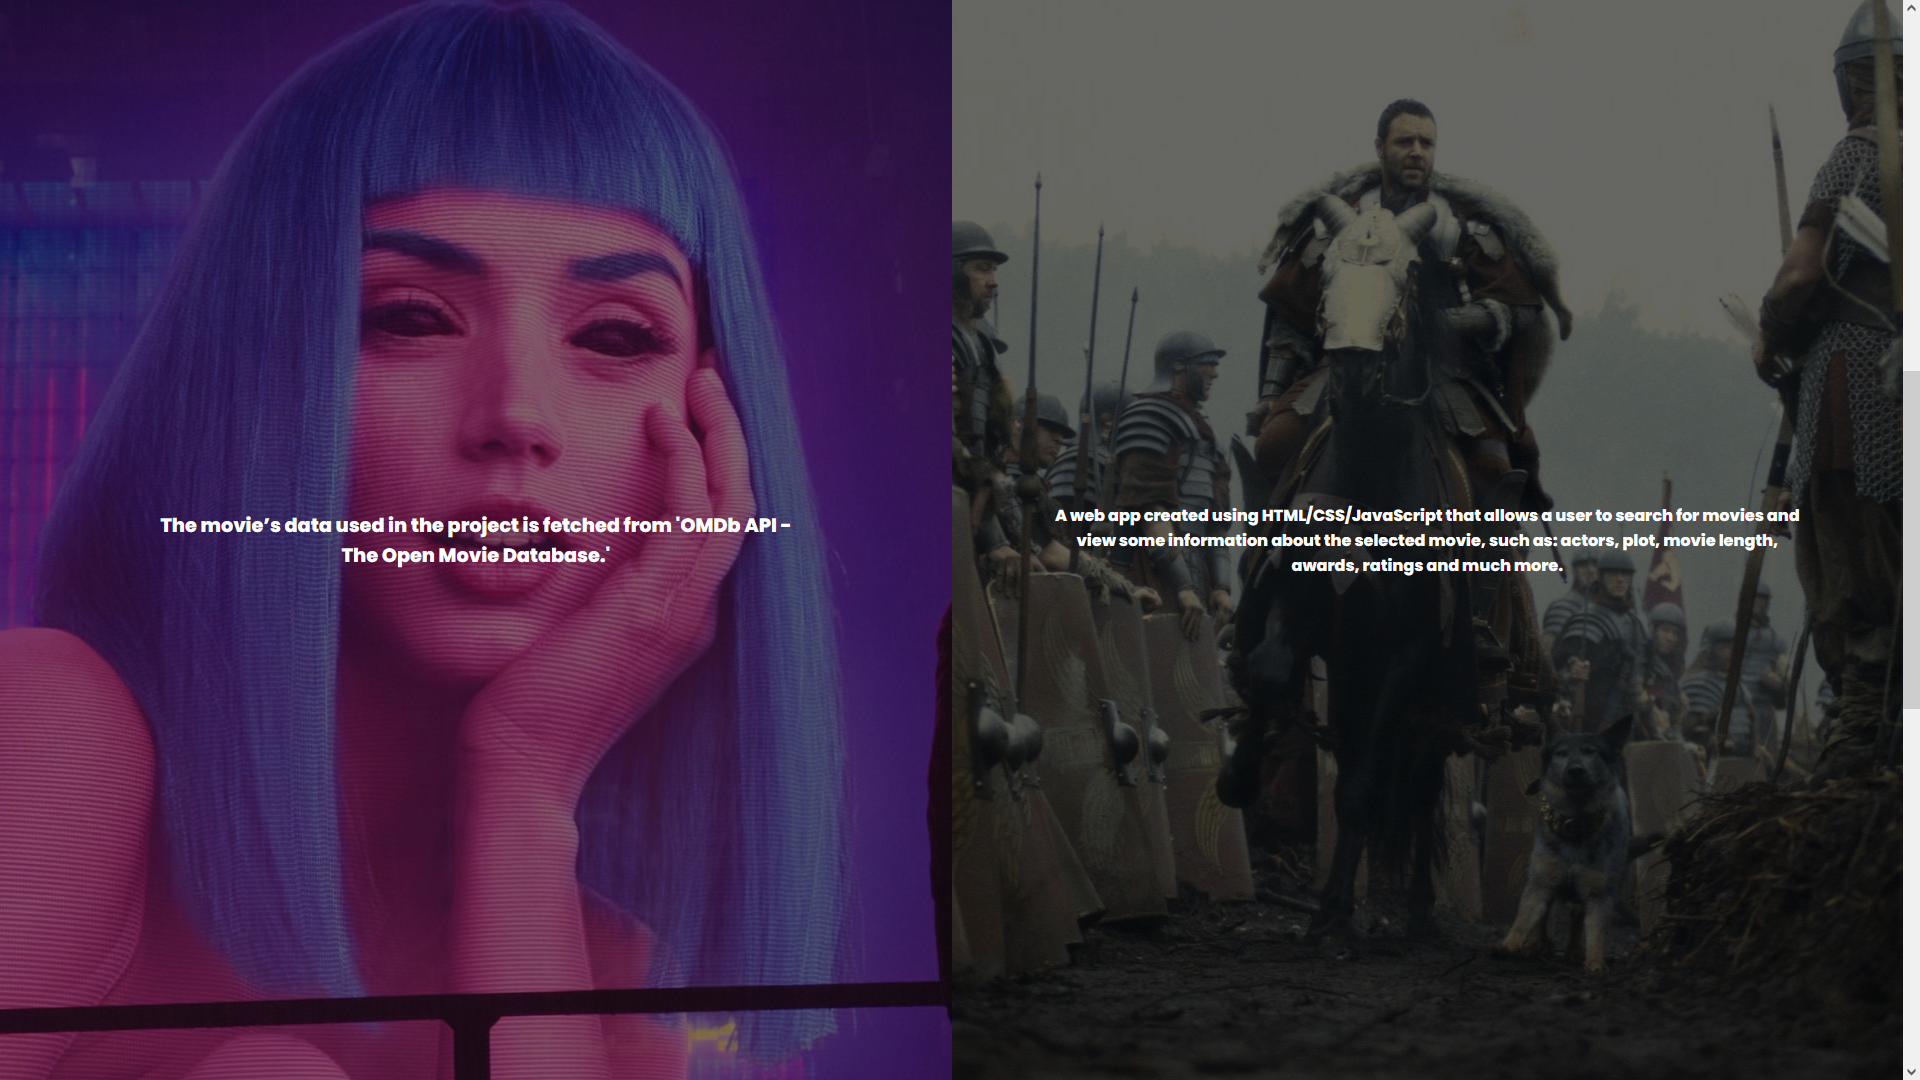 The movie’s data used in the project is fetched from 'OMDb API -
The Open Movie Database.'
A web app created using HTML/CSS/JavaScript that allows a user to search for movies and
view some information about the selected movie, such as: actors, plot, movie length,
awards, ratings and much more.